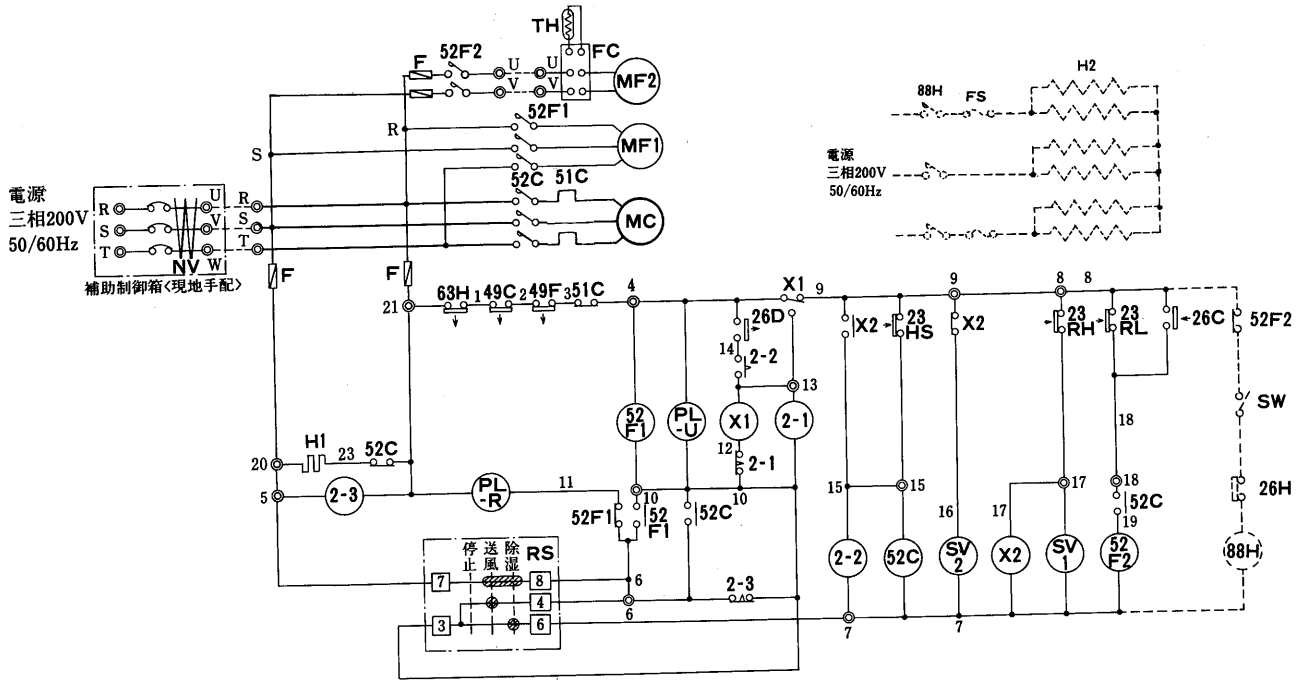 TH
FC
F
52F2
U
U
V
V
MF2
52F1
R
MF1
S
52C
51C
MC
電源
三相200V
50/60Hz
R
S
T
U
V
W
R
S
T
NV
補助制御箱<現地手配>
F
F
88H
FS
H2
電源
三相200V
50/60Hz
21
63H
1
49C
2
49F
3
51C
4
X1
9
9
8
8
26D
14
2-2
13
X2
23
HS
X2
23
RH
23
RL
26C
52F2
52
F1
PL
-U
X1
2-1
12
2-1
18
SW
20
H1
23
52C
5
2-3
PL
-R
11
10
10
15
15
16
17
17
18
52C
19
26H
52F1
52
F1
52C
2-2
52C
SV
2
X2
SV
1
52
F2
88H
停止
送風
除湿
RS
7
8
6
4
6
2-3
3
6
7
7